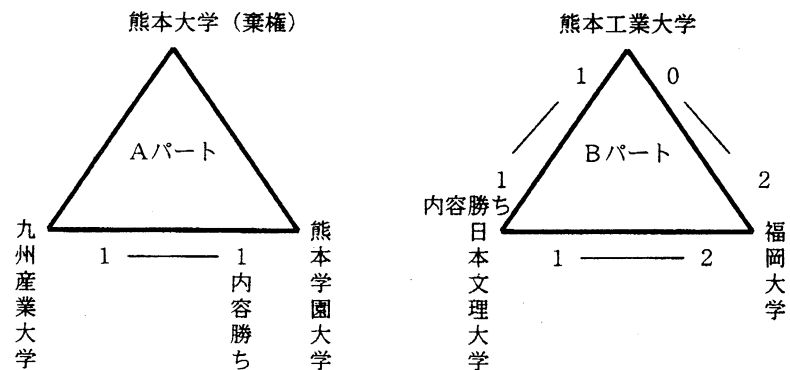 熊本大学（棄権）
Aパート
九州産業大学
1 ── 1
内容勝ち
熊本学園大学
熊本工業大学
1
0
Bパート
1
内容勝ち
2
日本文理大学
1 ── 2
福岡大学